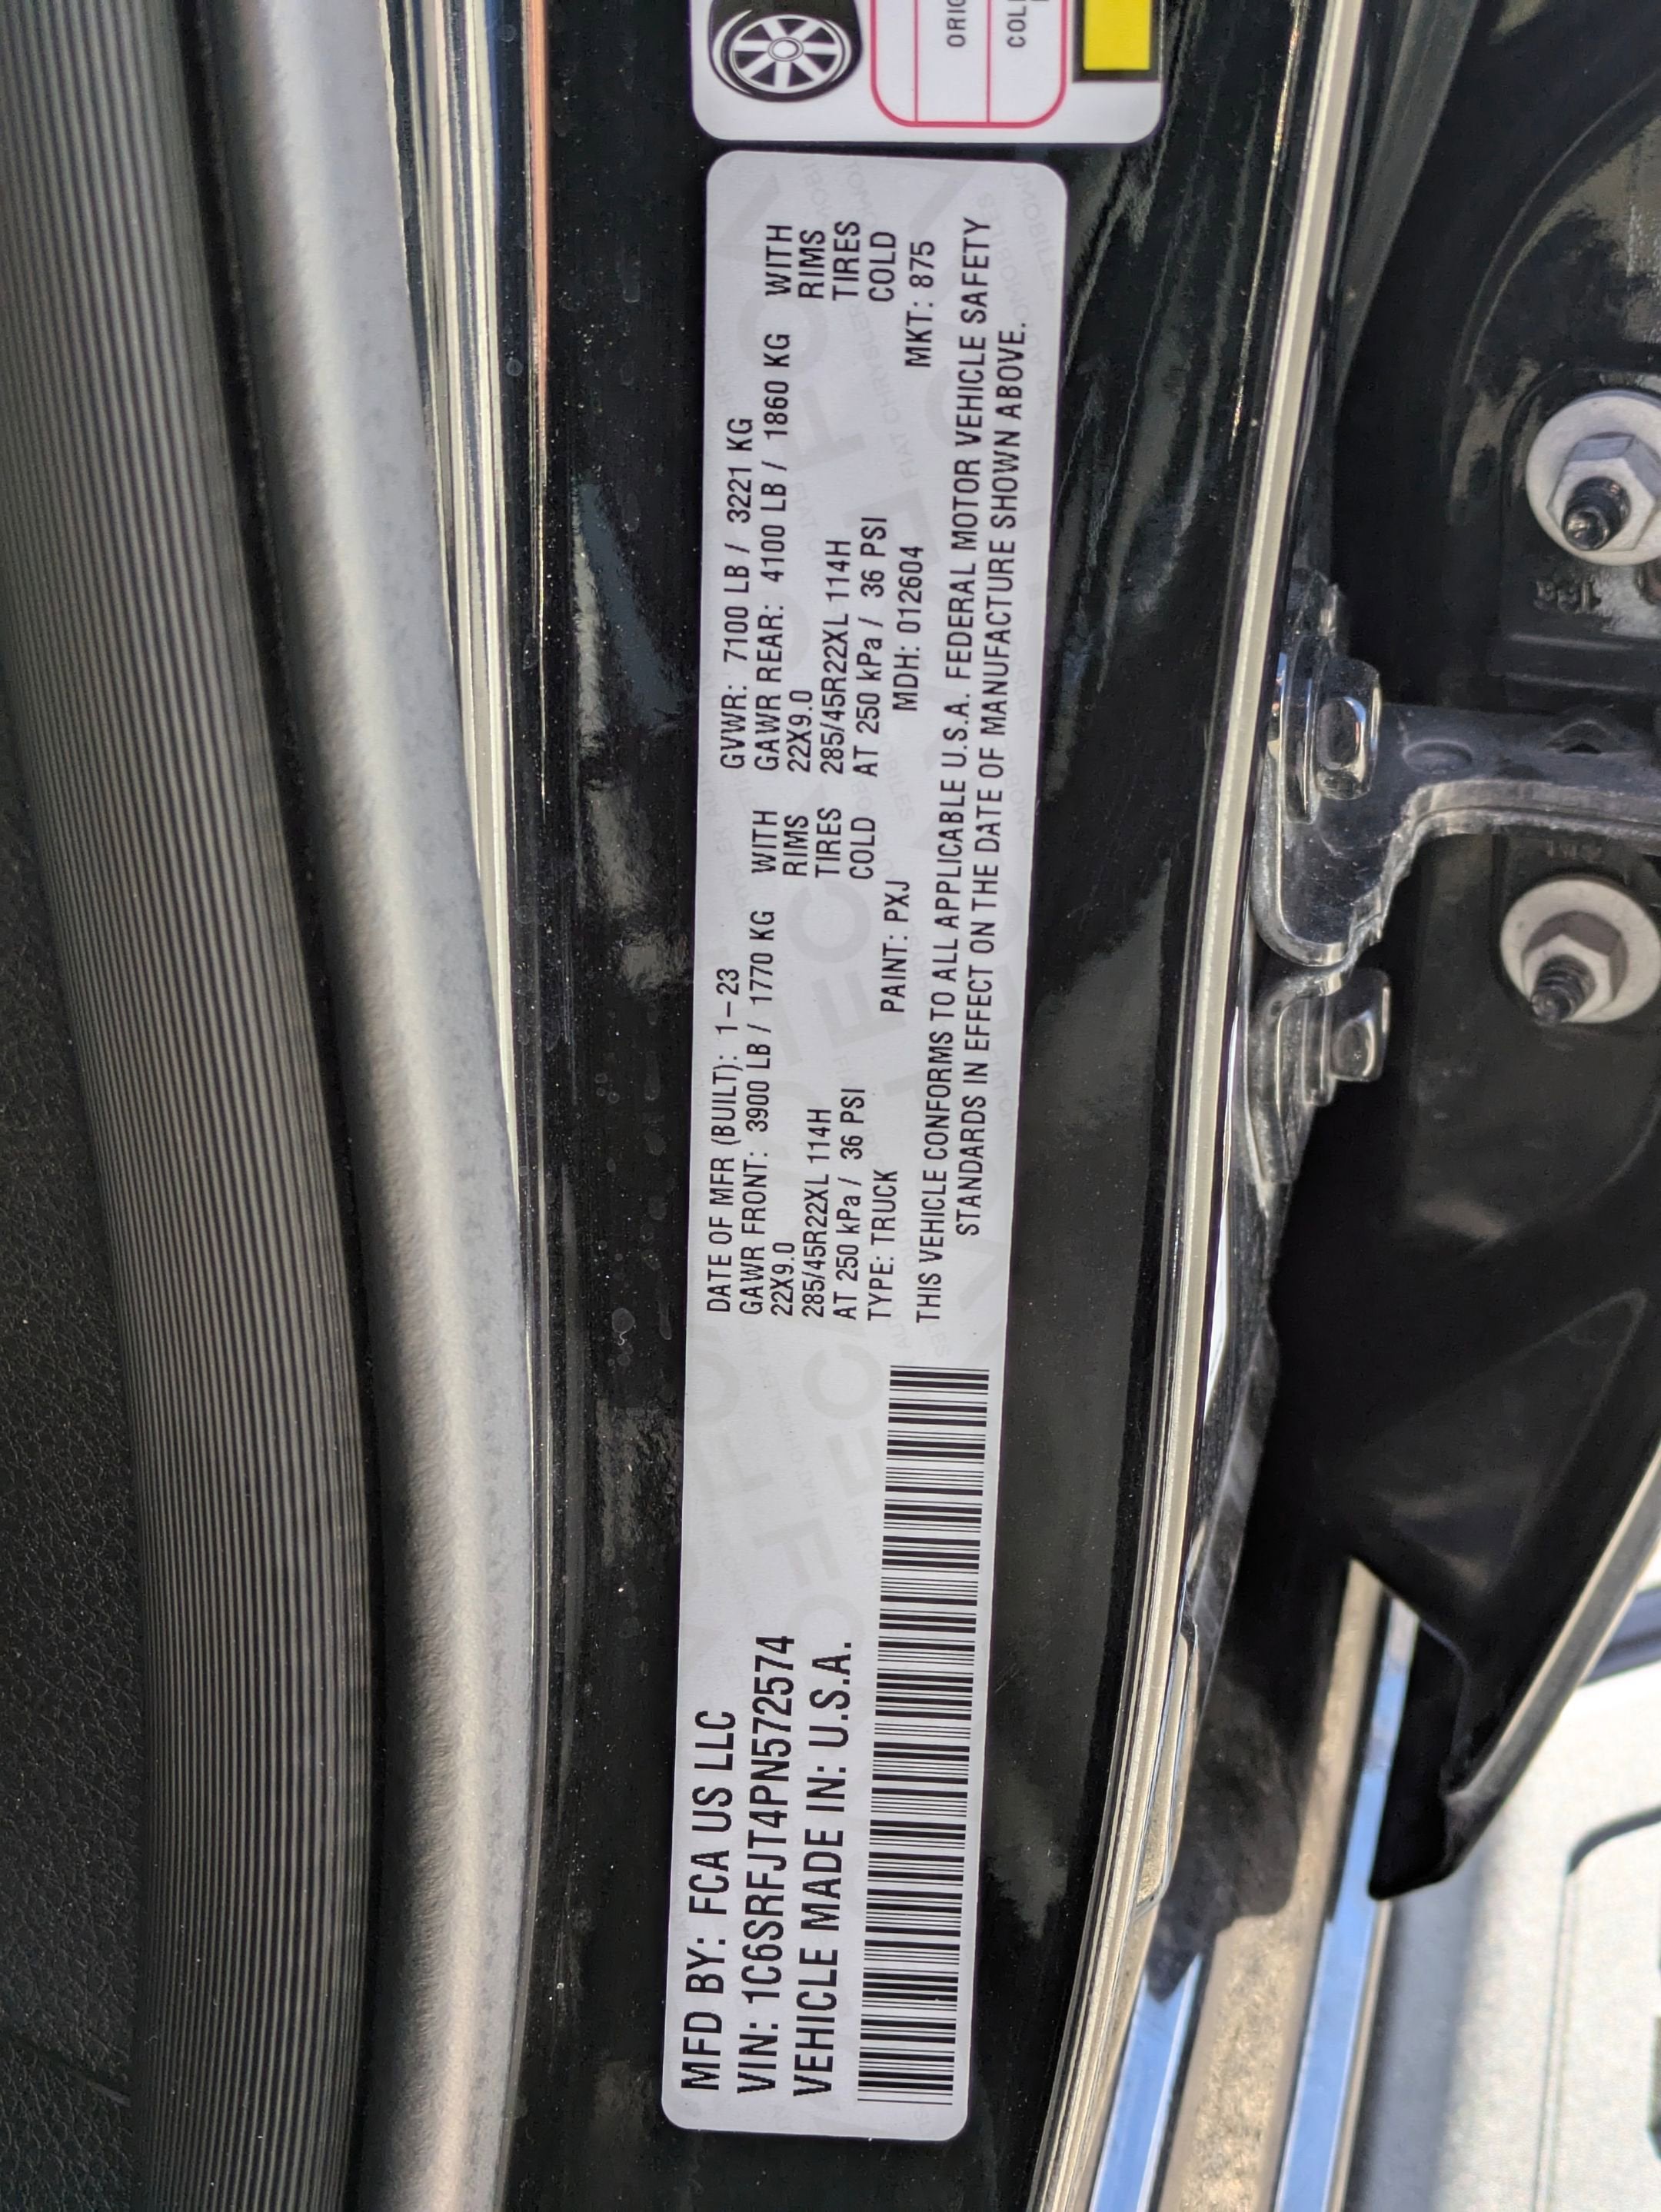 MFD BY: FCA US LLC
VIN: 1C6SRFJT4PN572574
VEHICLE MADE IN: U.S.A.
DATE OF MFR (BUILT): 1-23
GAWR FRONT: 3900 LB / 1770 KG WITH
22X9.0 RIMS
285/45R22XL 114H TIRES
AT 250 kPa / 36 PSI COLD
GVWR: 7100 LB / 3221 KG
GAWR REAR: 4100 LB / 1860 KG WITH
22X9.0 RIMS
285/45R22XL 114H TIRES
AT 250 kPa / 36 PSI COLD
TYPE: TRUCK PAINT: PXJ MDH: 012604 MKT: 875
THIS VEHICLE CONFORMS TO ALL APPLICABLE U.S.A. FEDERAL MOTOR VEHICLE SAFETY
STANDARDS IN EFFECT ON THE DATE OF MANUFACTURE SHOWN ABOVE.